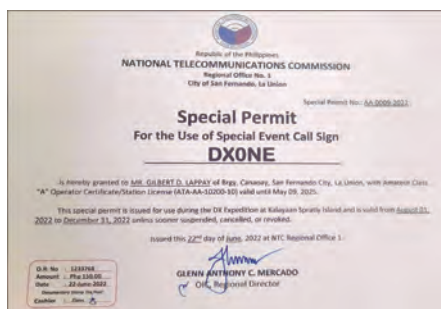 Republic of the Philippines
NATIONAL TELECOMMUNICATIONS COMMISSION
Regional Office No. 1
City of San Fernando, La Union
Special Permit No.: AA 0009-2022
Special Permit
For the Use of Special Event Call Sign
DX0NE
is hereby granted to MR. GILBERT D. LAPPAY of Brgy. Canaoay, San Fernando City, La Union, with Amateur Class
"A" Operator Certificate/Station License (ATA-AA-10200-10) valid until May 09, 2025.
This special permit is issued for use during the DX Expedition at Kalayaan Spratly Island and is valid from August 01,
2022 to December 31, 2022 unless sooner suspended, cancelled, or revoked.
Issued this 22nd day of June, 2022 at NTC Regional Office 1.
GLENN ANTHONY C. MERCADO
OIC, Regional Director
O.R. No :
Amount : Php 150.00
Date : 22-June-2022
Cashier :